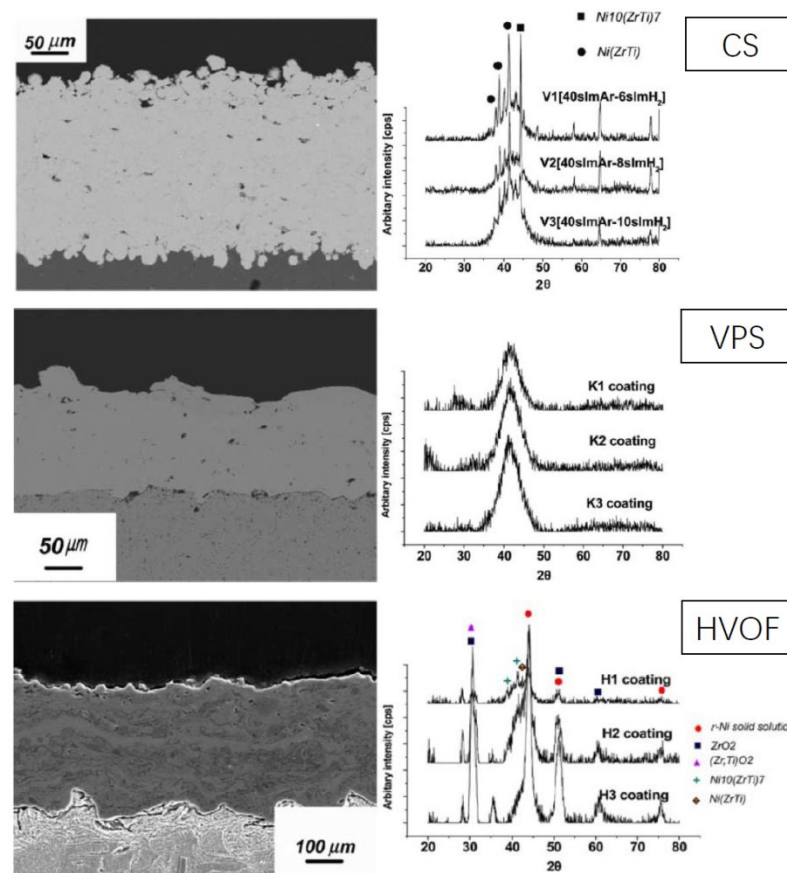 50 μm
Ni10(ZrTi)7
Ni(ZrTi)
CS
V1[40slmAr-6slmH2]
V2[40slmAr-8slmH2]
V3[40slmAr-10slmH2]
Arbitary intensity [cps]
20 30 40 50 60 70 80
2θ
VPS
K1 coating
K2 coating
K3 coating
Arbitary intensity [cps]
20 30 40 50 60 70 80
2θ
50 μm
HVOF
H1 coating
H2 coating
H3 coating
r-Ni solid solution
ZrO2
(Zr,Ti)O2
Ni10(ZrTi)7
Ni(ZrTi)
Arbitary intensity [cps]
20 30 40 50 60 70 80
2θ
100 μm